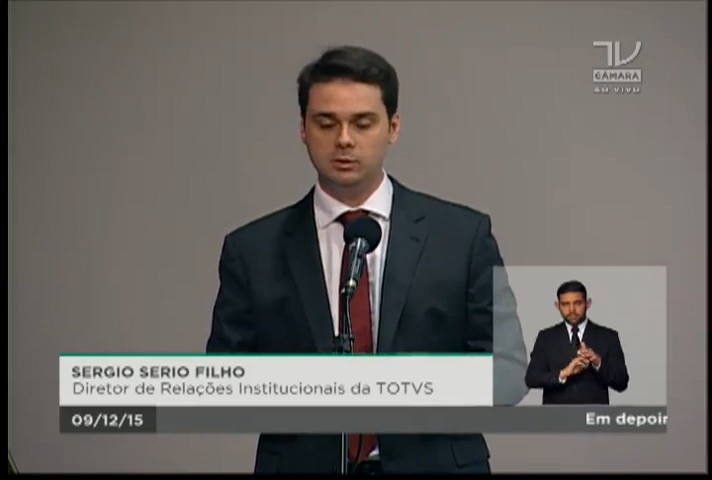 TV
CÂMARA
AO VIVO
SERGIO SERIO FILHO
Diretor de Relações Institucionais da TOTVS
09/12/15
Em depoir